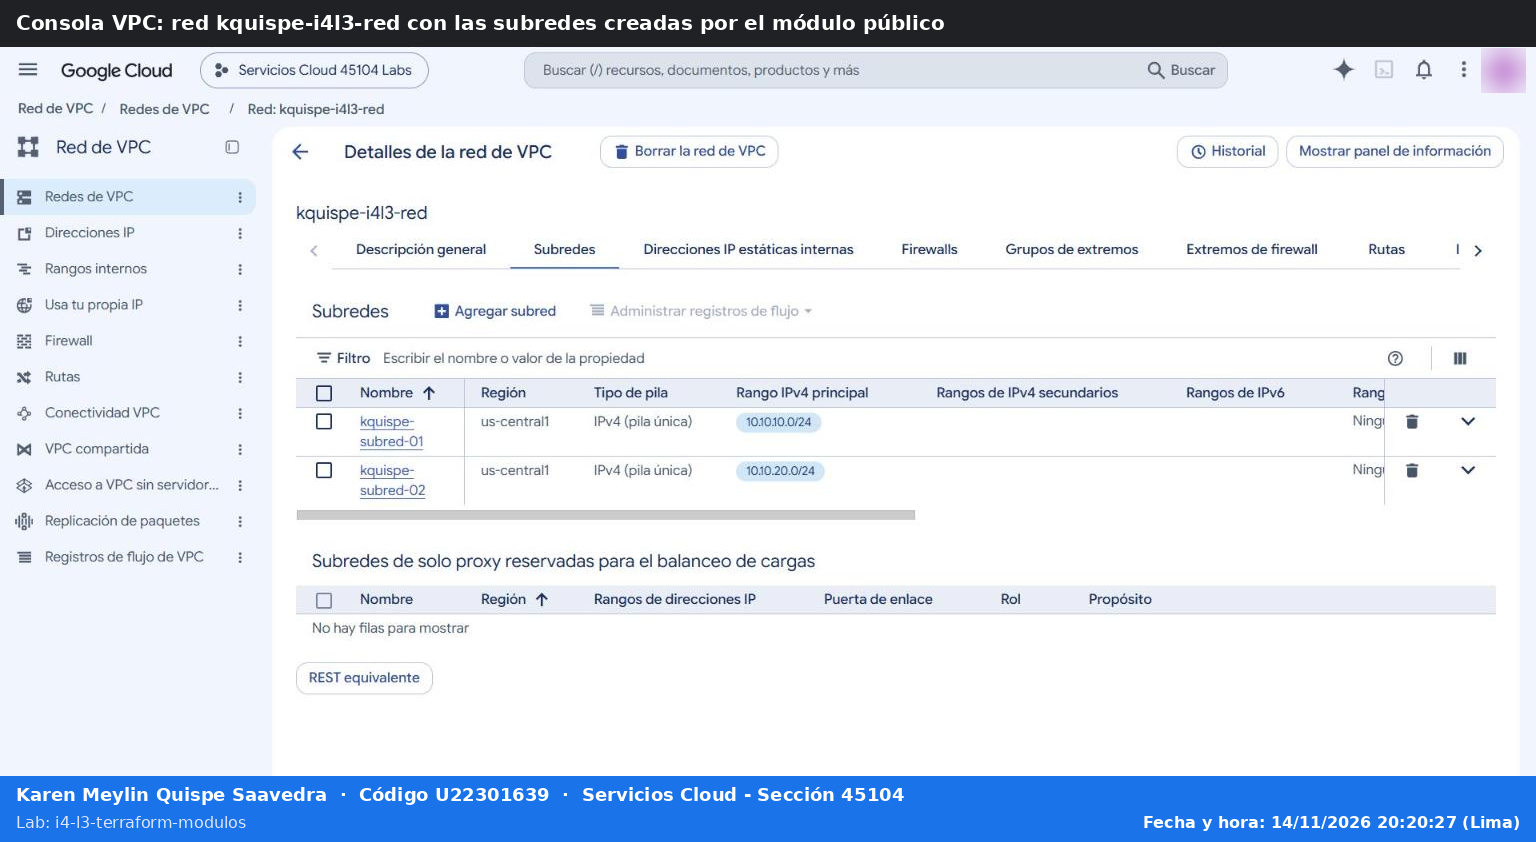 Consola VPC: red kquispe-i4l3-red con las subredes creadas por el módulo público
Google Cloud
Servicios Cloud 45104 Labs
Buscar (/) recursos, documentos, productos y más
Buscar
Red de VPC / Redes de VPC / Red: kquispe-i4l3-red
Red de VPC
Redes de VPC
Direcciones IP
Rangos internos
Usa tu propia IP
Firewall
Rutas
Conectividad VPC
VPC compartida
Acceso a VPC sin servidor...
Replicación de paquetes
Registros de flujo de VPC
Detalles de la red de VPC
Borrar la red de VPC
Historial
Mostrar panel de información
kquispe-i4l3-red
Descripción general Subredes Direcciones IP estáticas internas Firewalls Grupos de extremos Extremos de firewall Rutas
Subredes
Agregar subred
Administrar registros de flujo
Filtro Escribir el nombre o valor de la propiedad
Nombre Región Tipo de pila Rango IPv4 principal Rangos de IPv4 secundarios Rangos de IPv6 Rang
kquispe-subred-01 us-central1 IPv4 (pila única) 10.10.10.0/24 Ningu
kquispe-subred-02 us-central1 IPv4 (pila única) 10.10.20.0/24 Ningu
Subredes de solo proxy reservadas para el balanceo de cargas
Nombre Región Rangos de direcciones IP Puerta de enlace Rol Propósito
No hay filas para mostrar
REST equivalente
Karen Meylin Quispe Saavedra · Código U22301639 · Servicios Cloud - Sección 45104
Lab: i4-l3-terraform-modulos
Fecha y hora: 14/11/2026 20:20:27 (Lima)